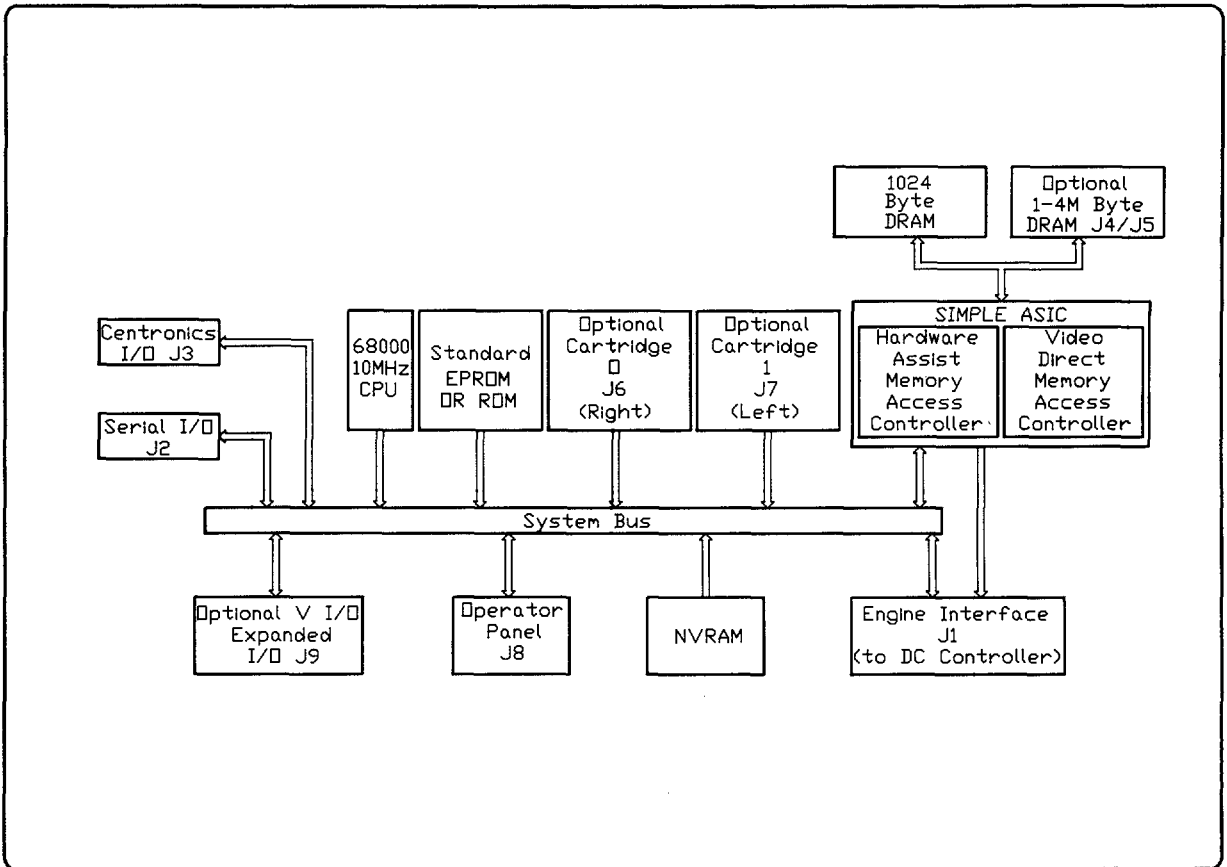 1024
Byte
DRAM
Optional
1-4M Byte
DRAM J4/J5
Centronics
I/O J3
Serial I/O
J2
68000
10MHz
CPU
Standard
EPROM
OR ROM
Optional
Cartridge
0
J6
(Right)
Optional
Cartridge
1
J7
(Left)
SIMPLE ASIC
Hardware
Assist
Memory
Access
Controller
Video
Direct
Memory
Access
Controller
System Bus
Optional V I/O
Expanded
I/O J9
Operator
Panel
J8
NVRAM
Engine Interface
J1
(to DC Controller)